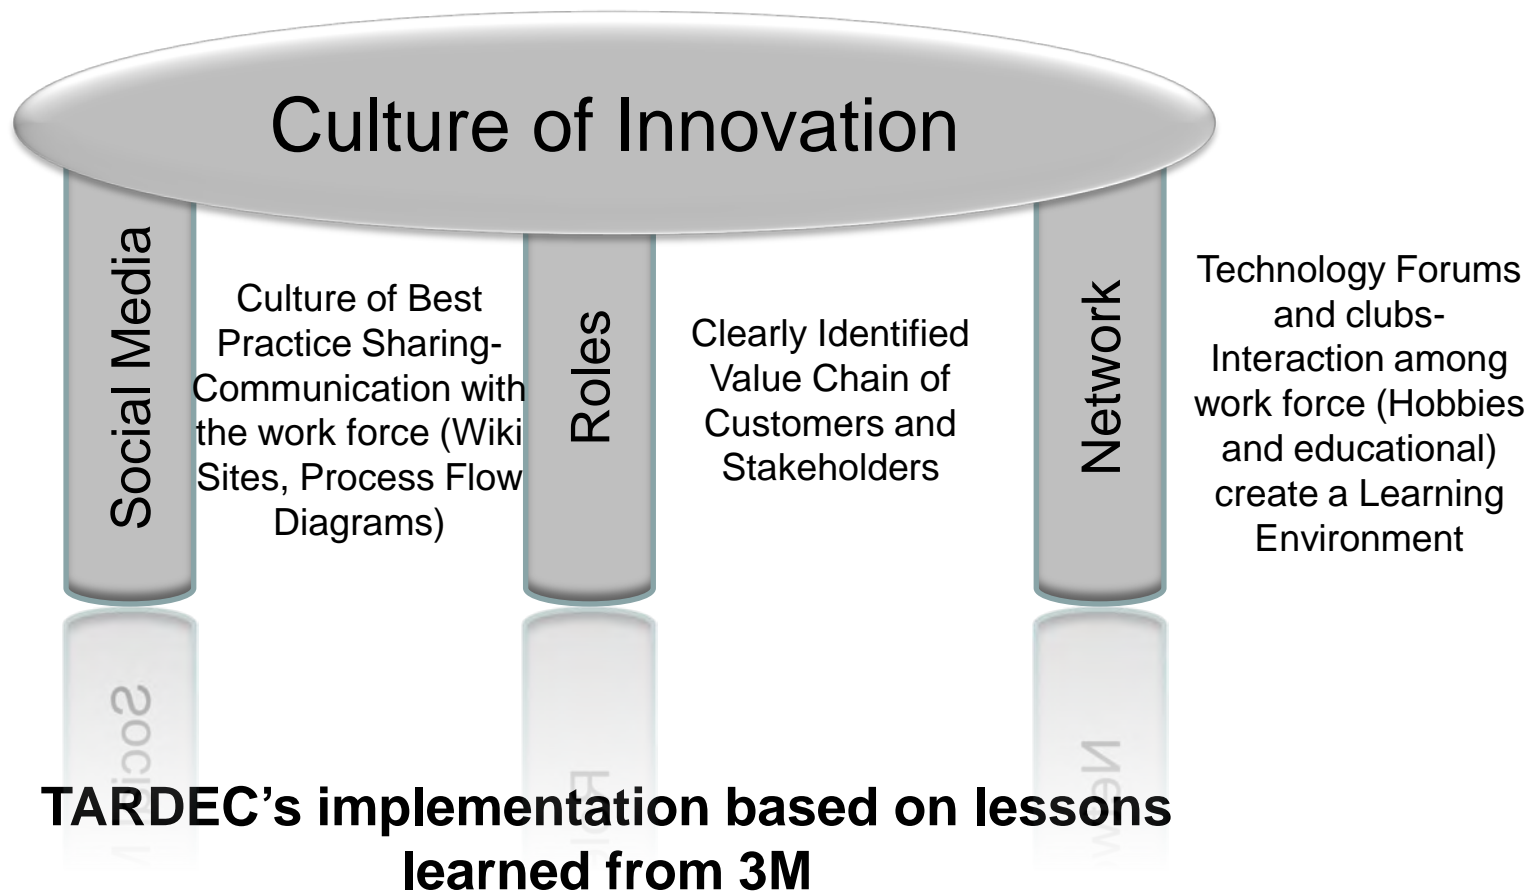 Culture of Innovation
Social Media
Culture of Best
Practice Sharing-
Communication with
the work force (Wiki
Sites, Process Flow
Diagrams)
Roles
Clearly Identified
Value Chain of
Customers and
Stakeholders
Network
Technology Forums
and clubs-
Interaction among
work force (Hobbies
and educational)
create a Learning
Environment
TARDEC’s implementation based on lessons
learned from 3M